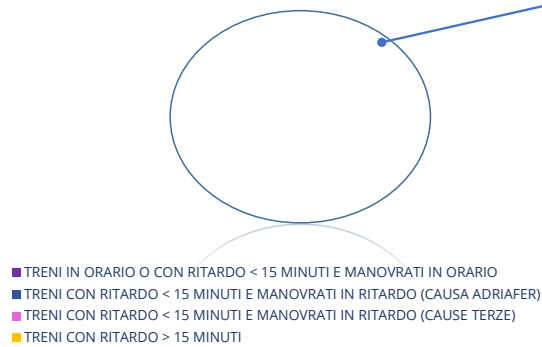 TRENI IN ORARIO O CON RITARDO < 15 MINUTI E MANOVRATI IN ORARIO
TRENI CON RITARDO < 15 MINUTI E MANOVRATI IN RITARDO (CAUSA ADRIAFER)
TRENI CON RITARDO < 15 MINUTI E MANOVRATI IN RITARDO (CAUSE TERZE)
TRENI CON RITARDO > 15 MINUTI